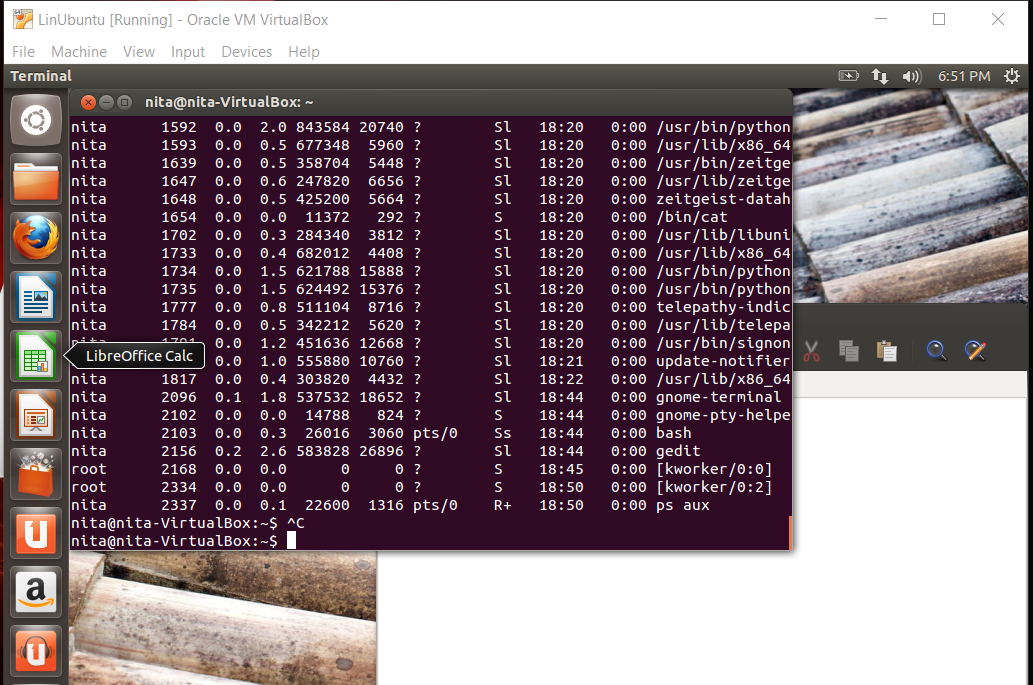 LinUbuntu [Running] - Oracle VM VirtualBox
File Machine View Input Devices Help
Terminal 6:51 PM
nita@nita-VirtualBox: ~
nita 1592 0.0 2.0 843584 20740 ? Sl 18:20 0:00 /usr/bin/python
nita 1593 0.0 0.5 677348 5960 ? Sl 18:20 0:00 /usr/lib/x86_64
nita 1639 0.0 0.5 358704 5448 ? Sl 18:20 0:00 /usr/bin/zeitge
nita 1647 0.0 0.6 247820 6656 ? Sl 18:20 0:00 /usr/lib/zeitge
nita 1648 0.0 0.5 425200 5664 ? Sl 18:20 0:00 zeitgeist-datah
nita 1654 0.0 0.0 11372 292 ? S 18:20 0:00 /bin/cat
nita 1702 0.0 0.3 284340 3812 ? Sl 18:20 0:00 /usr/lib/libuni
nita 1733 0.0 0.4 682012 4408 ? Sl 18:20 0:00 /usr/lib/x86_64
nita 1734 0.0 1.5 621788 15888 ? Sl 18:20 0:00 /usr/bin/python
nita 1735 0.0 1.5 624492 15376 ? Sl 18:20 0:00 /usr/bin/python
nita 1777 0.0 0.8 511104 8716 ? Sl 18:20 0:00 telepathy-indic
nita 1784 0.0 0.5 342212 5620 ? Sl 18:20 0:00 /usr/lib/telepa
1.2 451636 12668 ? Sl 18:20 0:00 /usr/bin/signon
LibreOffice Calc 1.0 555880 10760 ? Sl 18:21 0:00 update-notifier
nita 1817 0.0 0.4 303820 4432 ? Sl 18:22 0:00 /usr/lib/x86_64
nita 2096 0.1 1.8 537532 18652 ? Sl 18:44 0:00 gnome-terminal
nita 2102 0.0 0.0 14788 824 ? S 18:44 0:00 gnome-pty-helpe
nita 2103 0.0 0.3 26016 3060 pts/0 Ss 18:44 0:00 bash
nita 2156 0.2 2.6 583828 26896 ? Sl 18:44 0:00 gedit
root 2168 0.0 0.0 0 0 ? S 18:45 0:00 [kworker/0:0]
root 2334 0.0 0.0 0 0 ? S 18:50 0:00 [kworker/0:2]
nita 2337 0.0 0.1 22600 1316 pts/0 R+ 18:50 0:00 ps aux
nita@nita-VirtualBox:~$ ^C
nita@nita-VirtualBox:~$